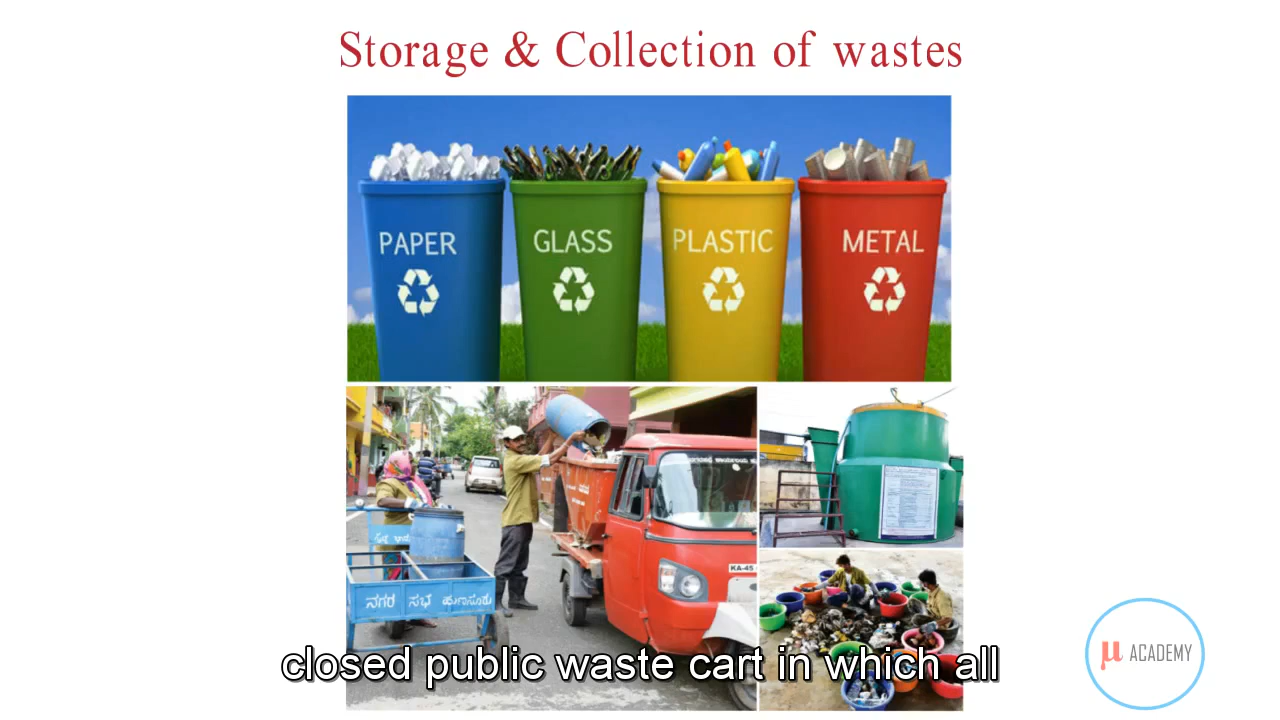 Storage & Collection of wastes
PAPER
GLASS
PLASTIC
METAL
ನಗರ ಸಭೆ ಹುಣಸೂರು
KA-45
closed public waste cart in which all
µ ACADEMY